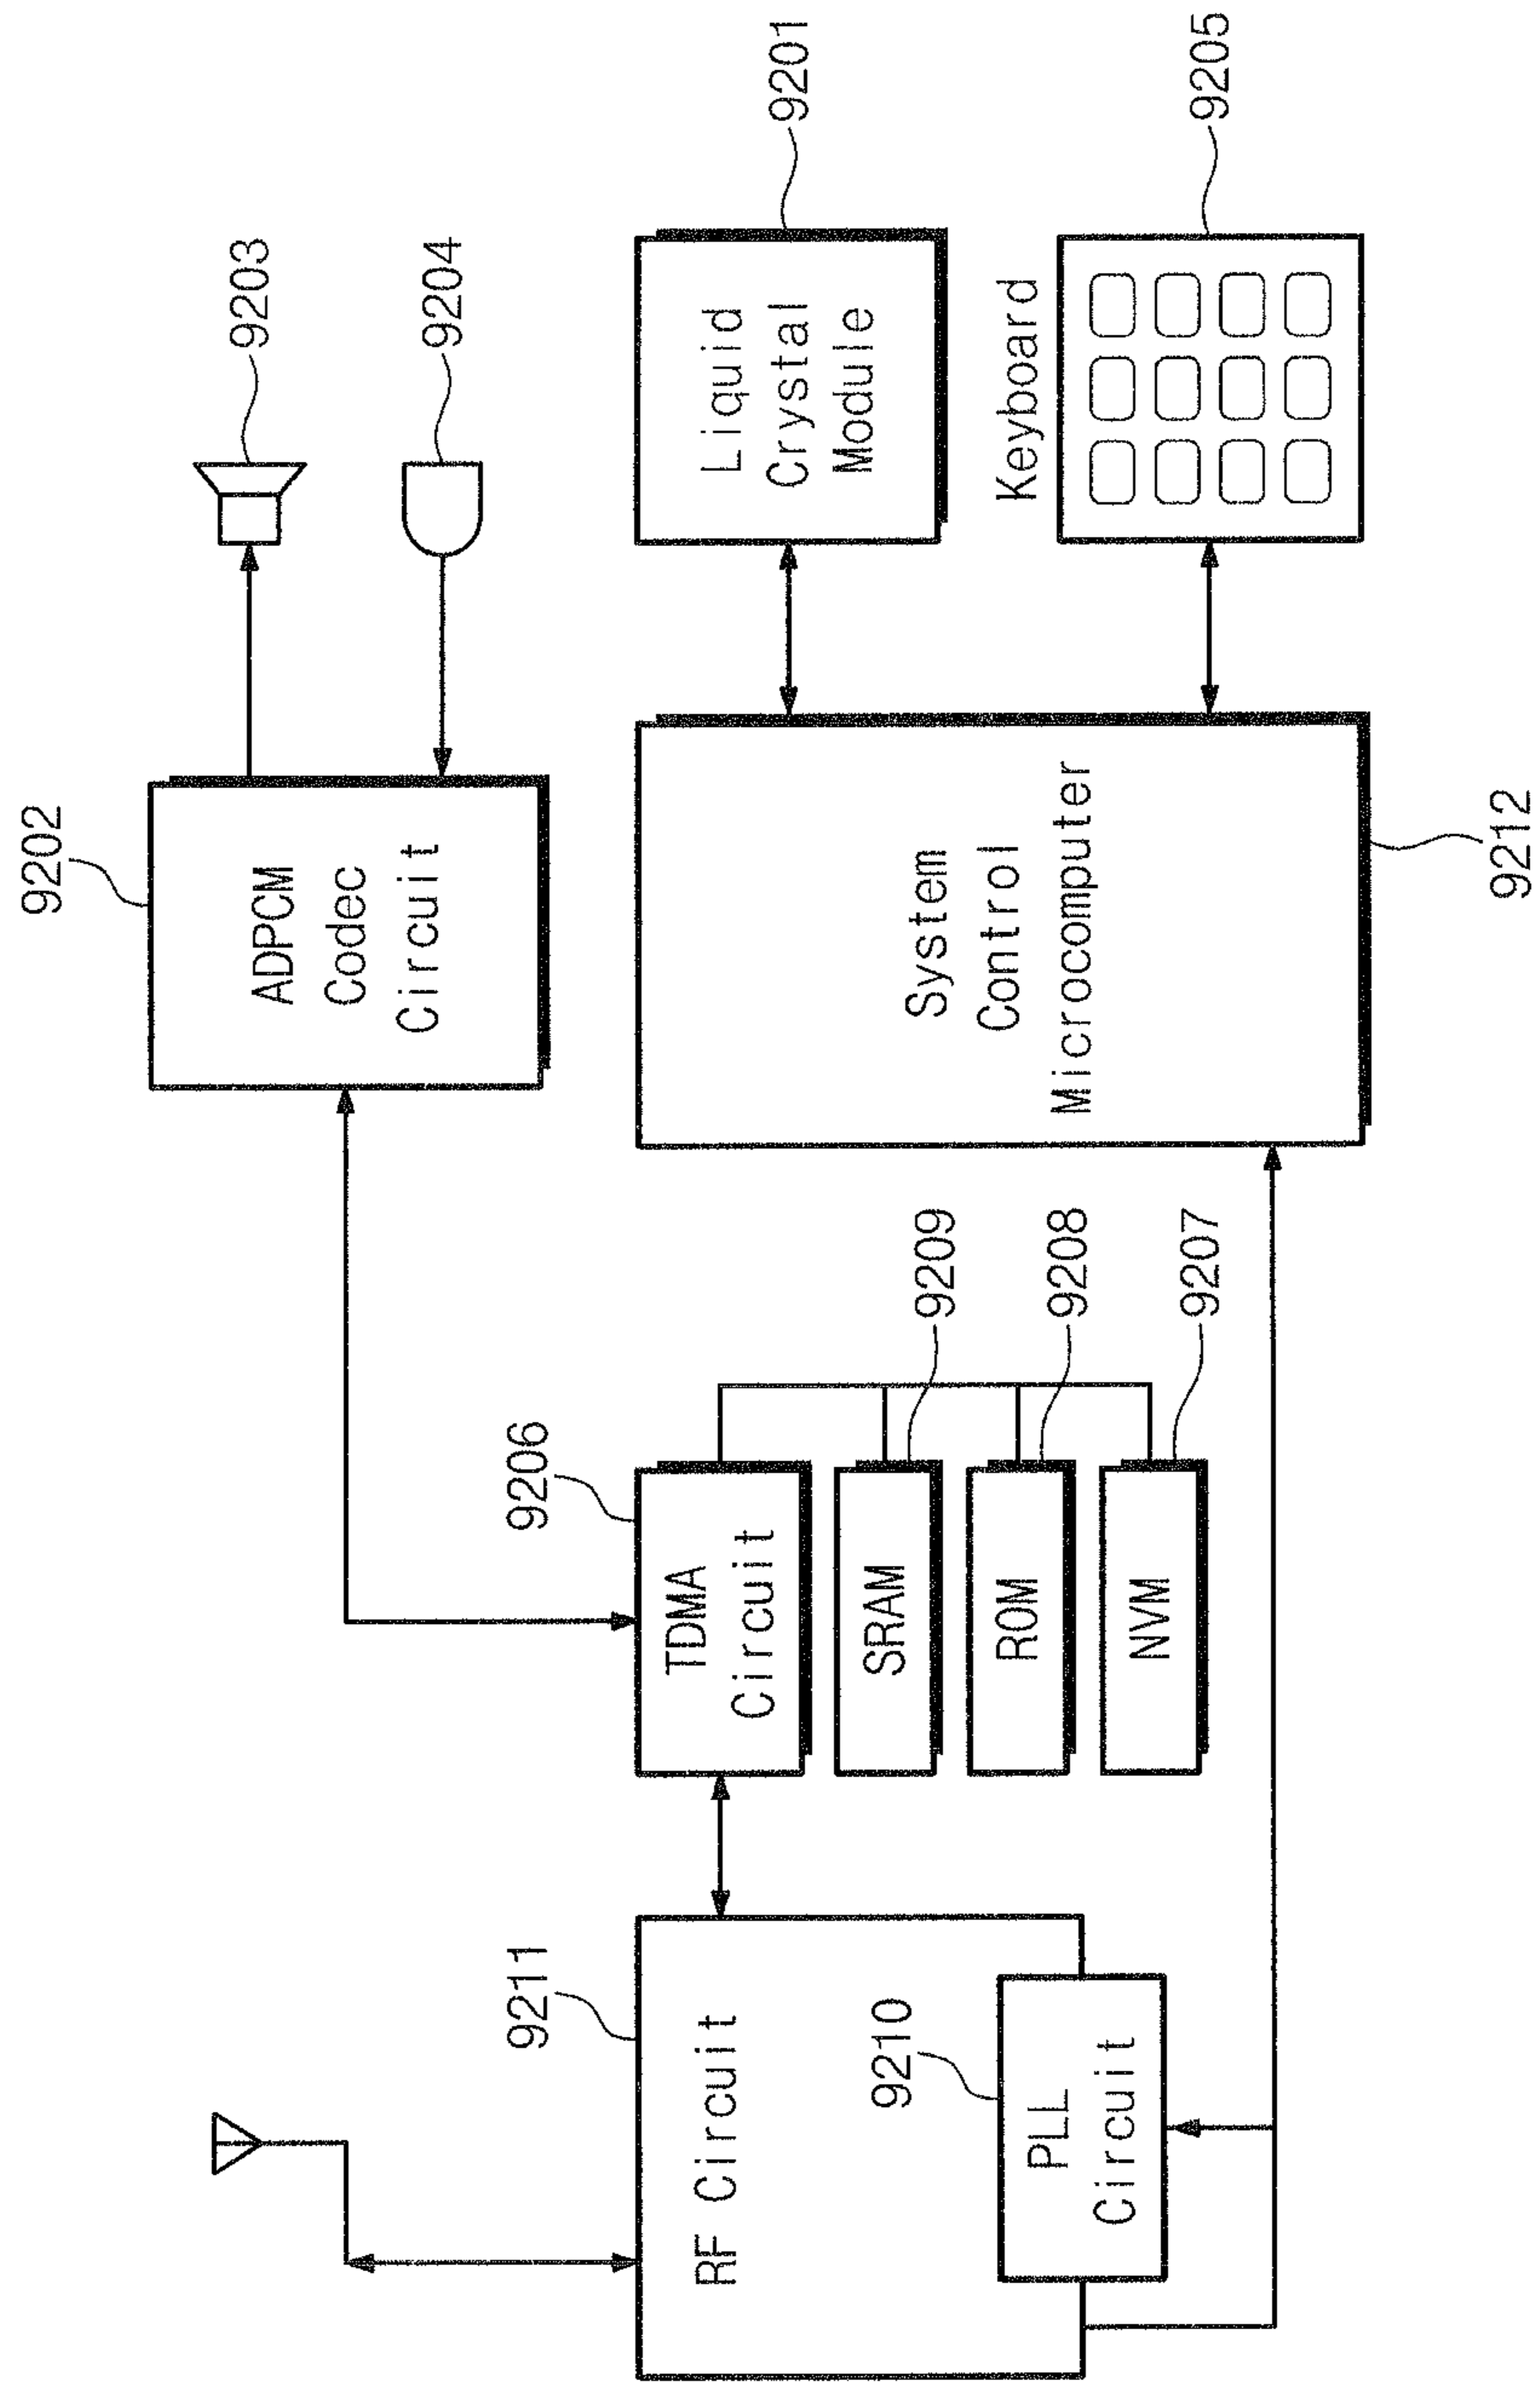 9202
ADPCM
Codec
Circuit
9203
9204
9211
RF Circuit
9210
PLL
Circuit
9206
TDMA
Circuit
SRAM
9209
ROM
9208
NVM
9207
System
Control
Microcomputer
9212
Liquid
Crystal
Module
9201
Keyboard
9205